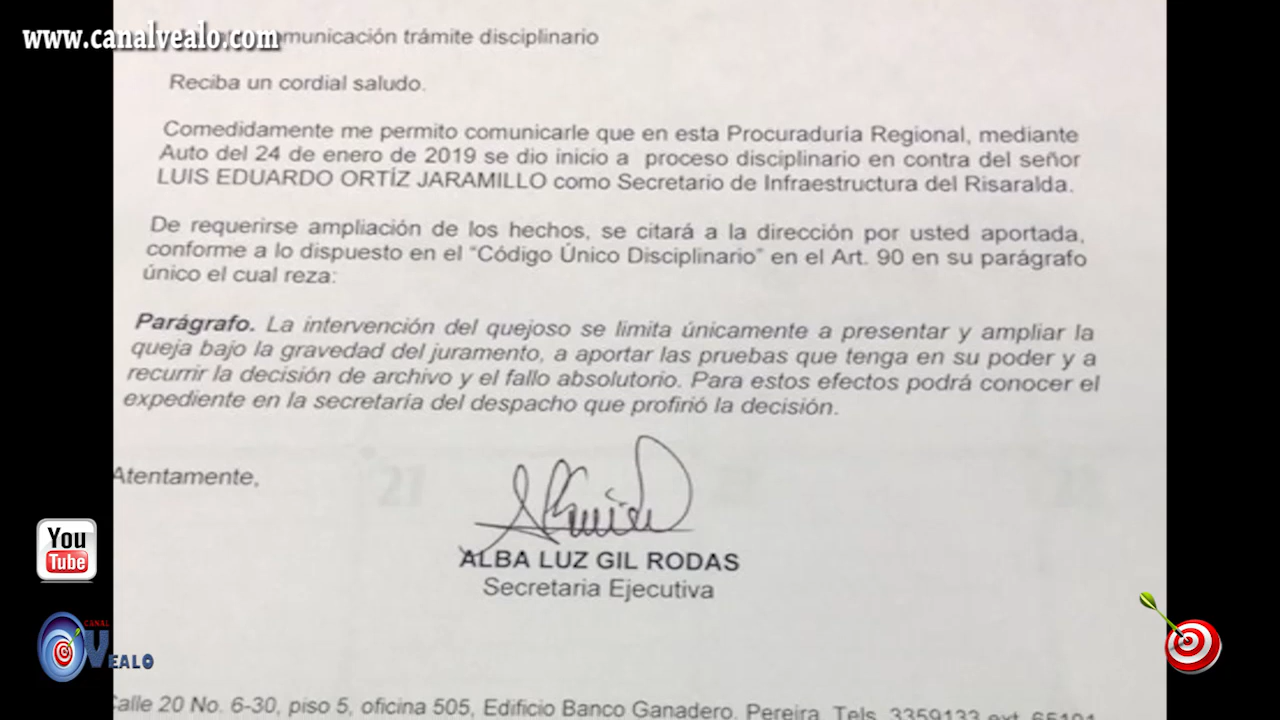 www.canalvealo.com
municación trámite disciplinario
Reciba un cordial saludo.
Comedidamente me permito comunicarle que en esta Procuraduría Regional, mediante
Auto del 24 de enero de 2019 se dio inicio a proceso disciplinario en contra del señor
LUIS EDUARDO ORTÍZ JARAMILLO como Secretario de Infraestructura del Risaralda.
De requerirse ampliación de los hechos, se citará a la dirección por usted aportada,
conforme a lo dispuesto en el “Código Único Disciplinario” en el Art. 90 en su parágrafo
único el cual reza:
Parágrafo. La intervención del quejoso se limita únicamente a presentar y ampliar la
queja bajo la gravedad del juramento, a aportar las pruebas que tenga en su poder y a
recurrir la decisión de archivo y el fallo absolutorio. Para estos efectos podrá conocer el
expediente en la secretaría del despacho que profirió la decisión.
Atentamente,
ALBA LUZ GIL RODAS
Secretaria Ejecutiva
You
Tube
CANAL
VEALO
Calle 20 No. 6-30, piso 5, oficina 505, Edificio Banco Ganadero. Pereira. Tels. 3359133 ext.